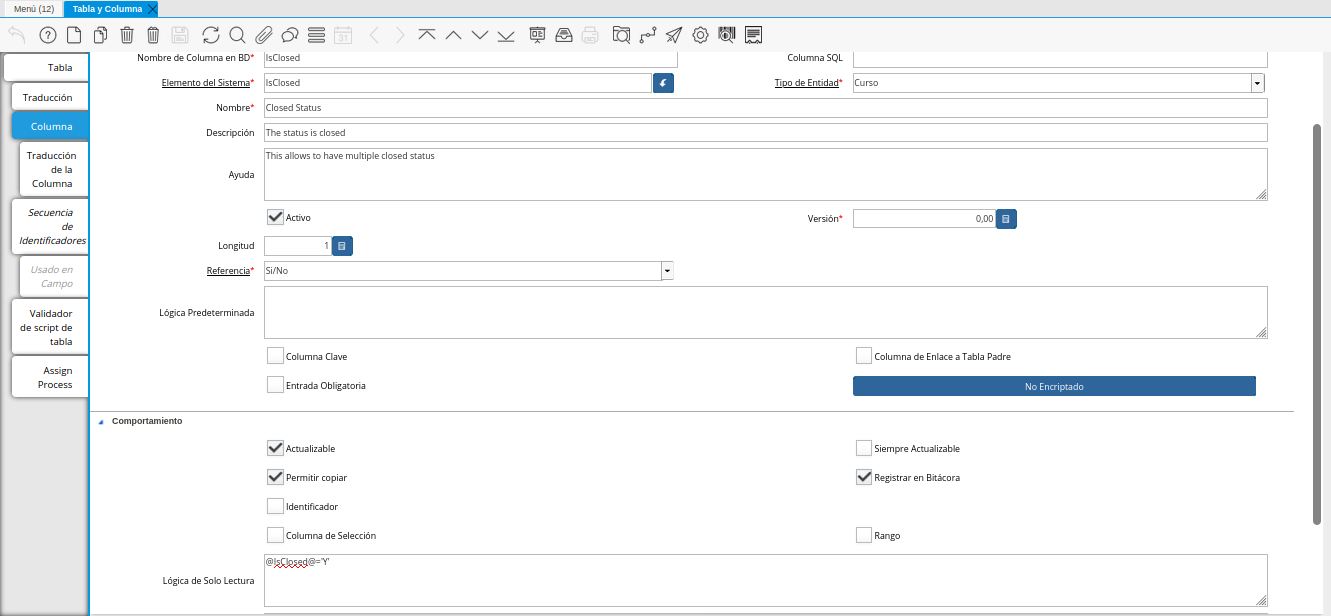 Menú (12) Tabla y Columna
31
Tabla
Traducción
Columna
Traducción
de la
Columna
Secuencia
de
Identificadores
Usado en
Campo
Validador
de script de
tabla
Assign
Process
Nombre de Columna en BD* IsClosed Columna SQL
Elemento del Sistema* IsClosed Tipo de Entidad* Curso
Nombre* Closed Status
Descripción The status is closed
Ayuda This allows to have multiple closed status
Activo Versión* 0,00
Longitud 1
Referencia* Si/No
Lógica Predeterminada
Columna Clave Columna de Enlace a Tabla Padre
Entrada Obligatoria No Encriptado
Comportamiento
Actualizable Siempre Actualizable
Permitir copiar Registrar en Bitácora
Identificador
Columna de Selección Rango
Lógica de Solo Lectura @IsClosed@='Y'